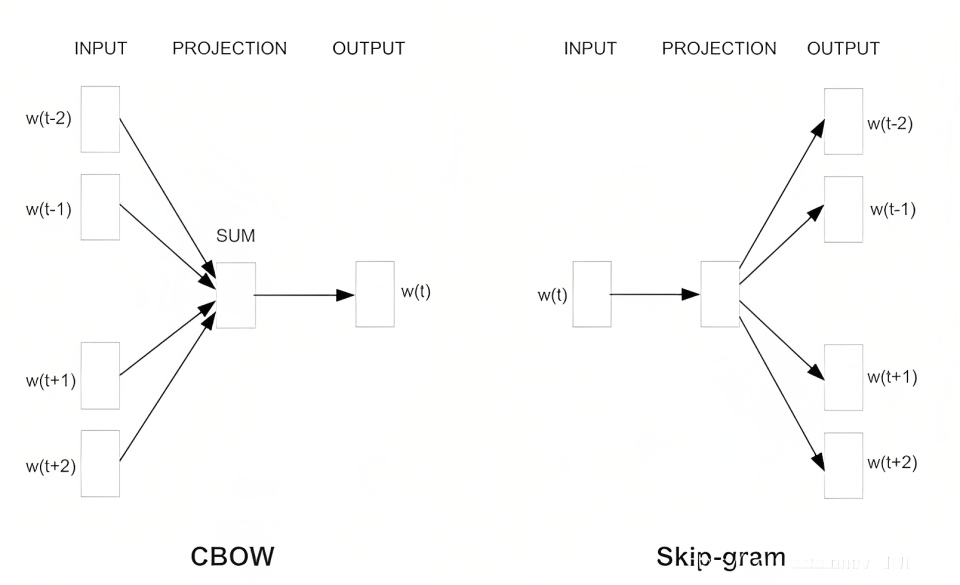 INPUT PROJECTION OUTPUT
w(t-2)
w(t-1)
SUM
w(t)
w(t+1)
w(t+2)
CBOW
INPUT PROJECTION OUTPUT
w(t-2)
w(t-1)
w(t)
w(t+1)
w(t+2)
Skip-gram